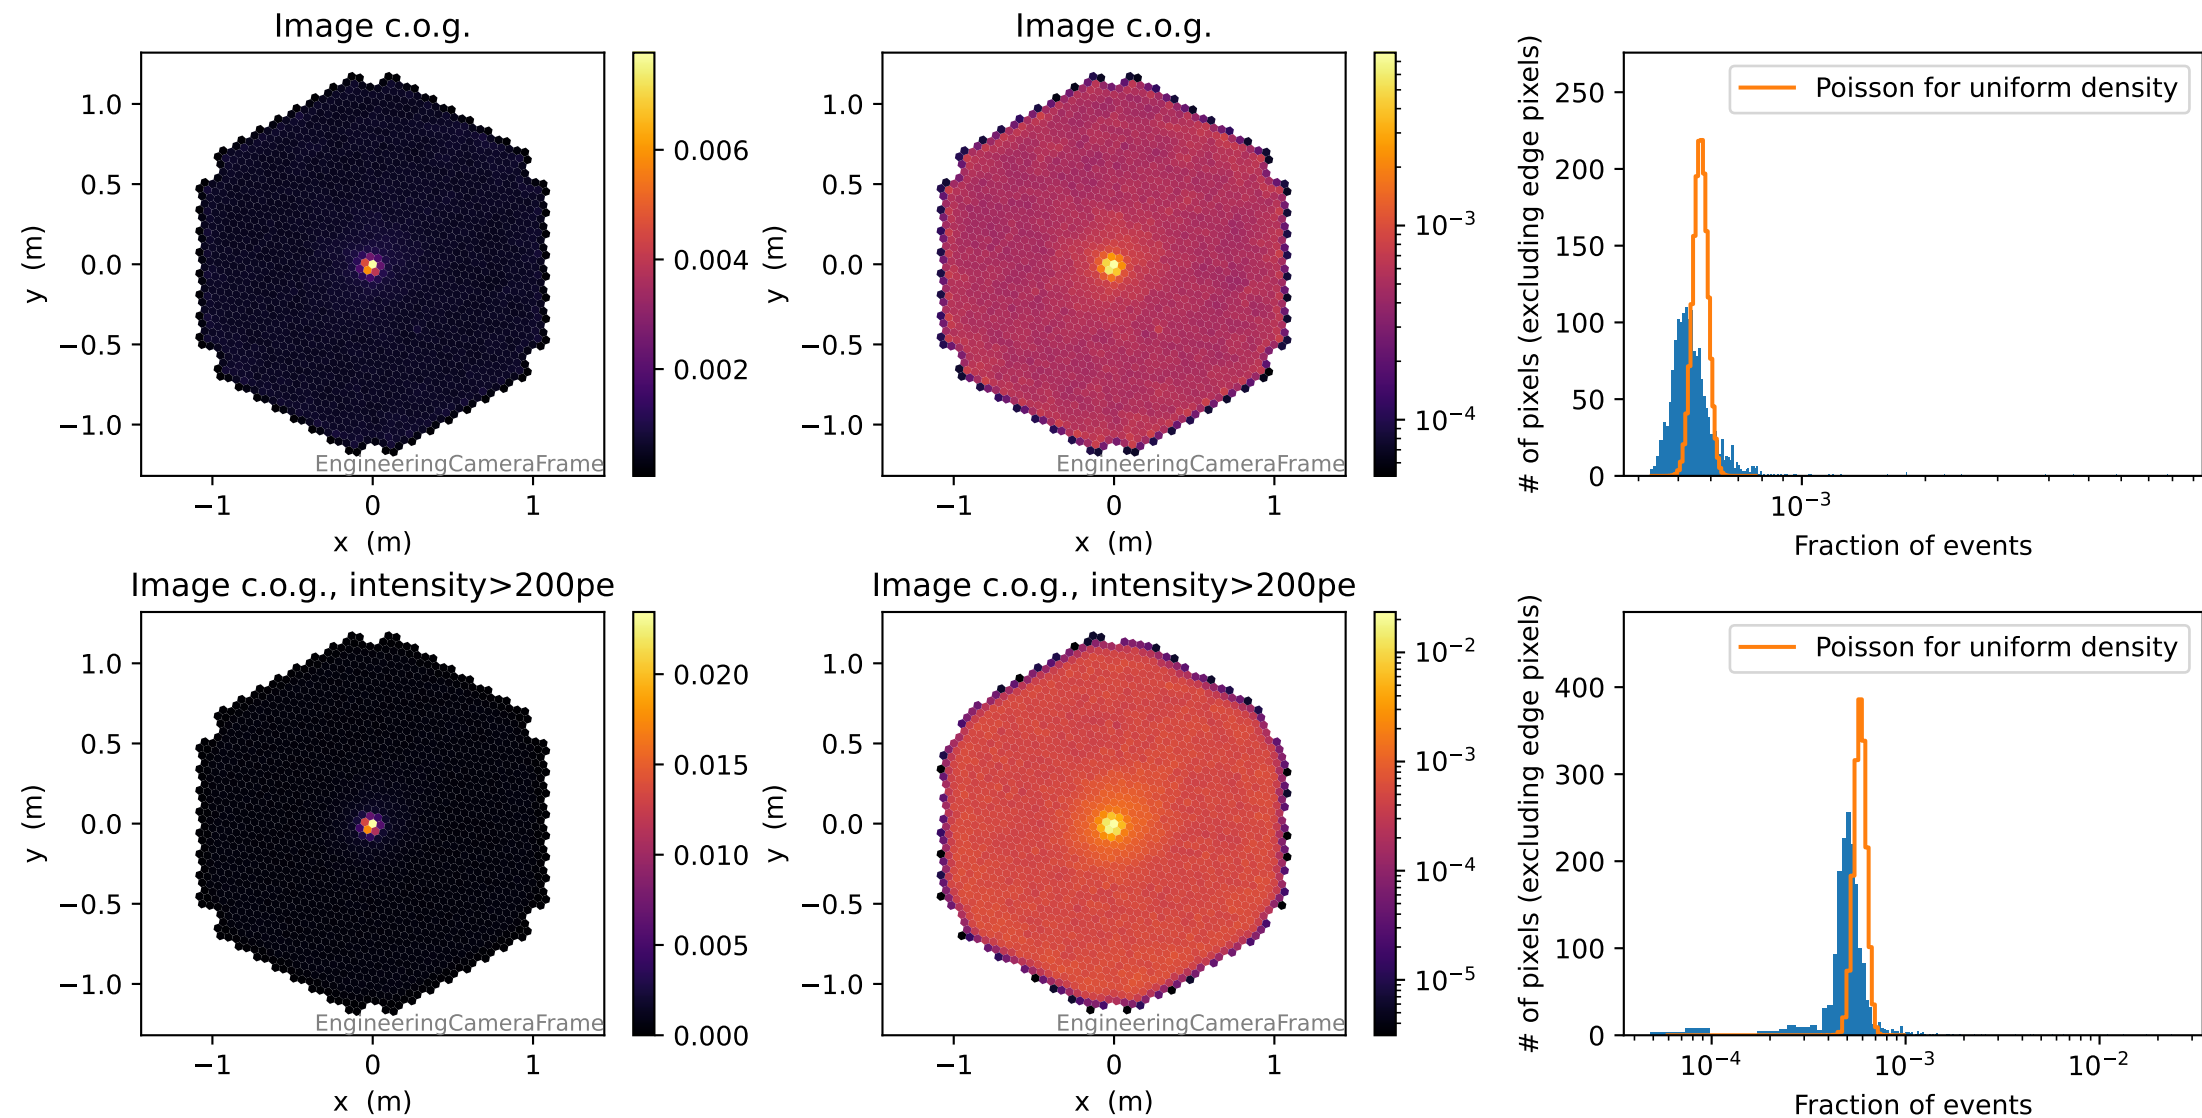 Image c.o.g.
y (m)
1.0
0.5
0.0
−0.5
−1.0
−1
0
1
x (m)
EngineeringCameraFrame
0.006
0.004
0.002
Image c.o.g.
y (m)
1.0
0.5
0.0
−0.5
−1.0
−1
0
1
x (m)
EngineeringCameraFrame
10⁻³
10⁻⁴
# of pixels (excluding edge pixels)
250
200
150
100
50
0
Poisson for uniform density
10⁻³
Fraction of events
Image c.o.g., intensity>200pe
y (m)
1.0
0.5
0.0
−0.5
−1.0
−1
0
1
x (m)
EngineeringCameraFrame
0.020
0.015
0.010
0.005
0.000
Image c.o.g., intensity>200pe
y (m)
1.0
0.5
0.0
−0.5
−1.0
−1
0
1
x (m)
EngineeringCameraFrame
10⁻²
10⁻³
10⁻⁴
10⁻⁵
# of pixels (excluding edge pixels)
400
300
200
100
0
Poisson for uniform density
10⁻⁴
10⁻³
10⁻²
Fraction of events